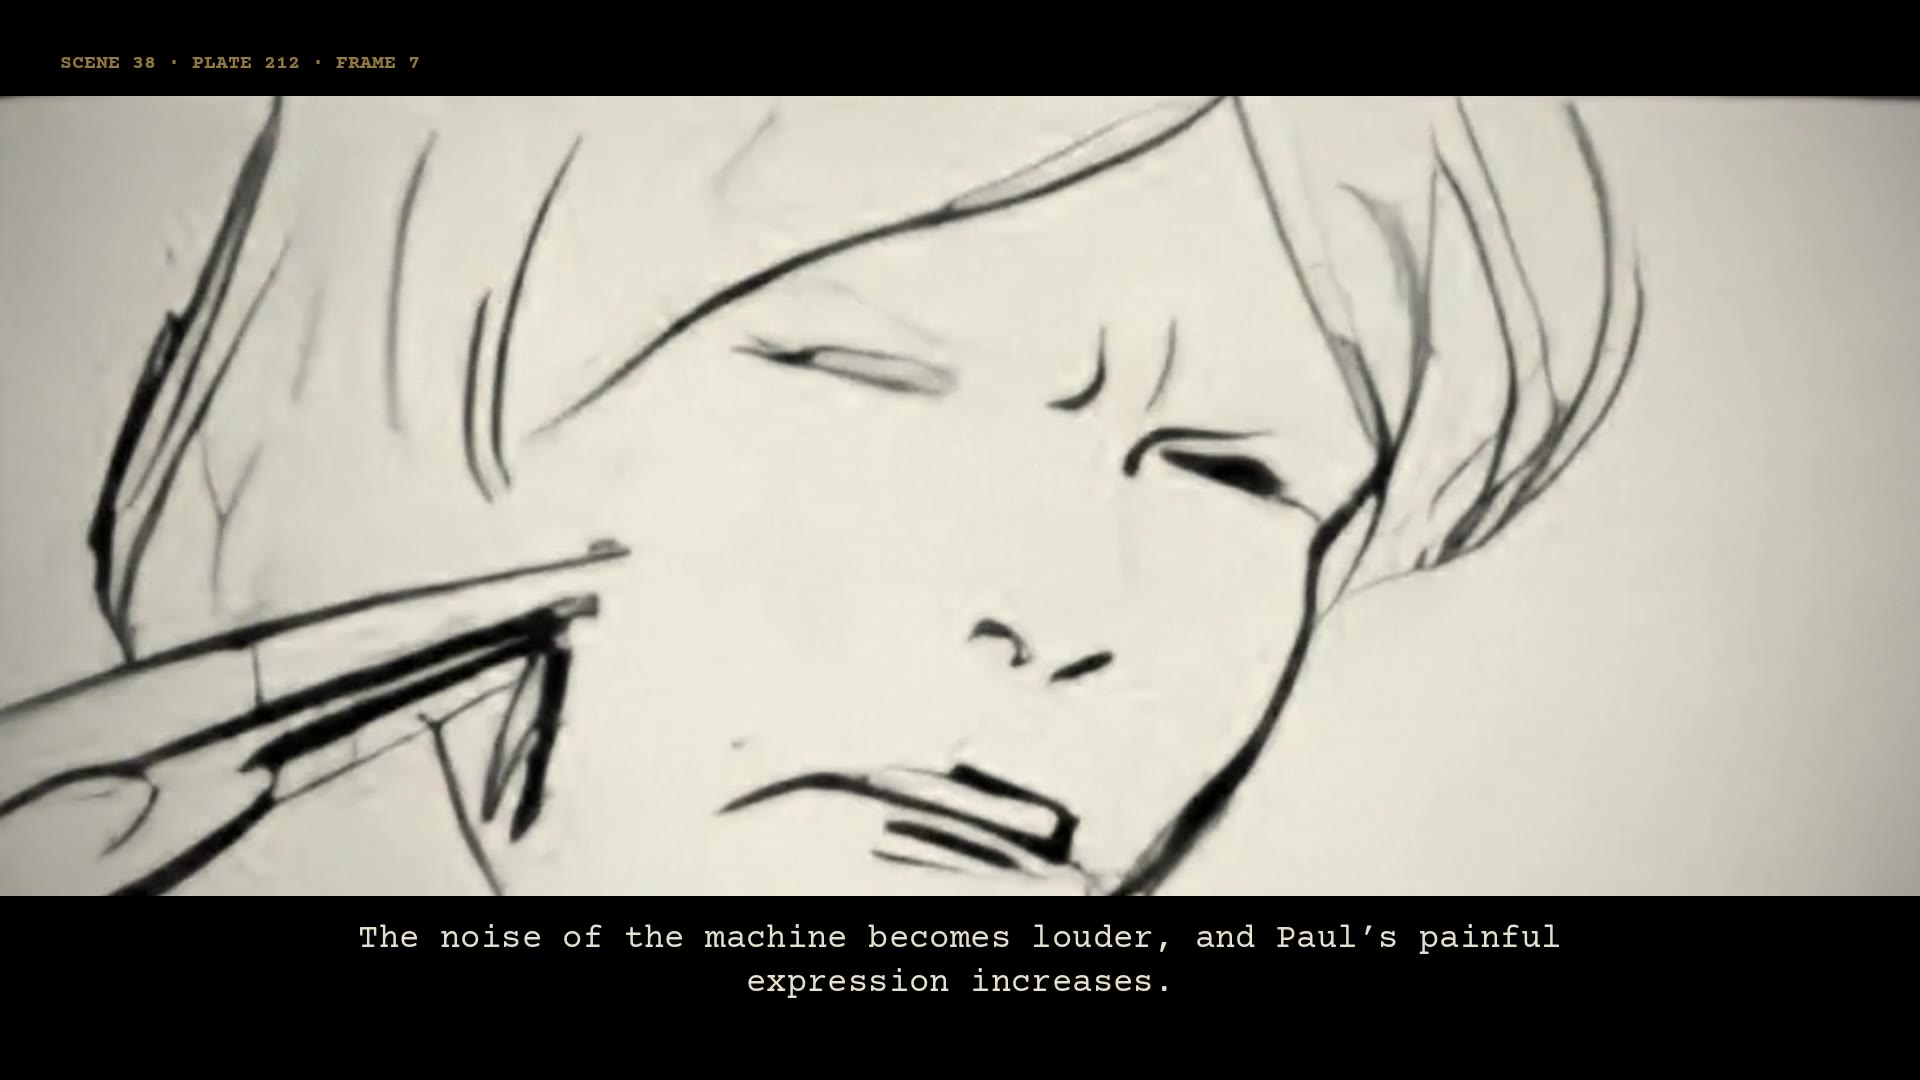 SCENE 38 · PLATE 212 · FRAME 7
The noise of the machine becomes louder, and Paul’s painful
expression increases.